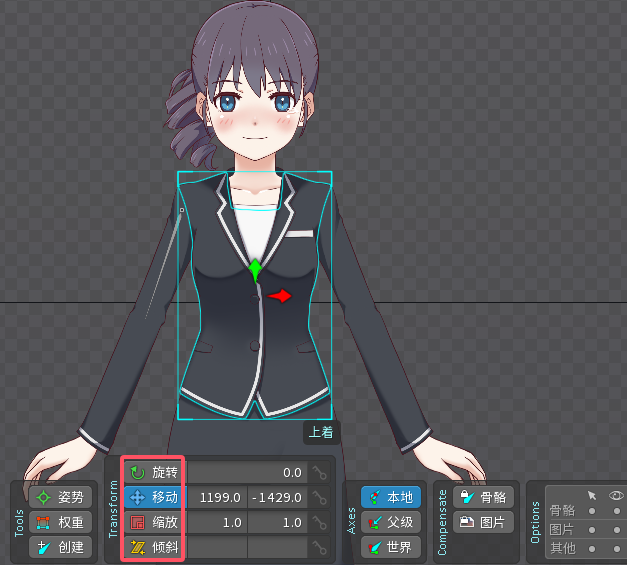 上着
Tools
姿势
权重
创建
Transform
旋转 0.0
移动 1199.0 -1429.0
缩放 1.0 1.0
倾斜
Axes
本地
父级
世界
Compensate
骨骼
图片
Options
骨骼
图片
其他